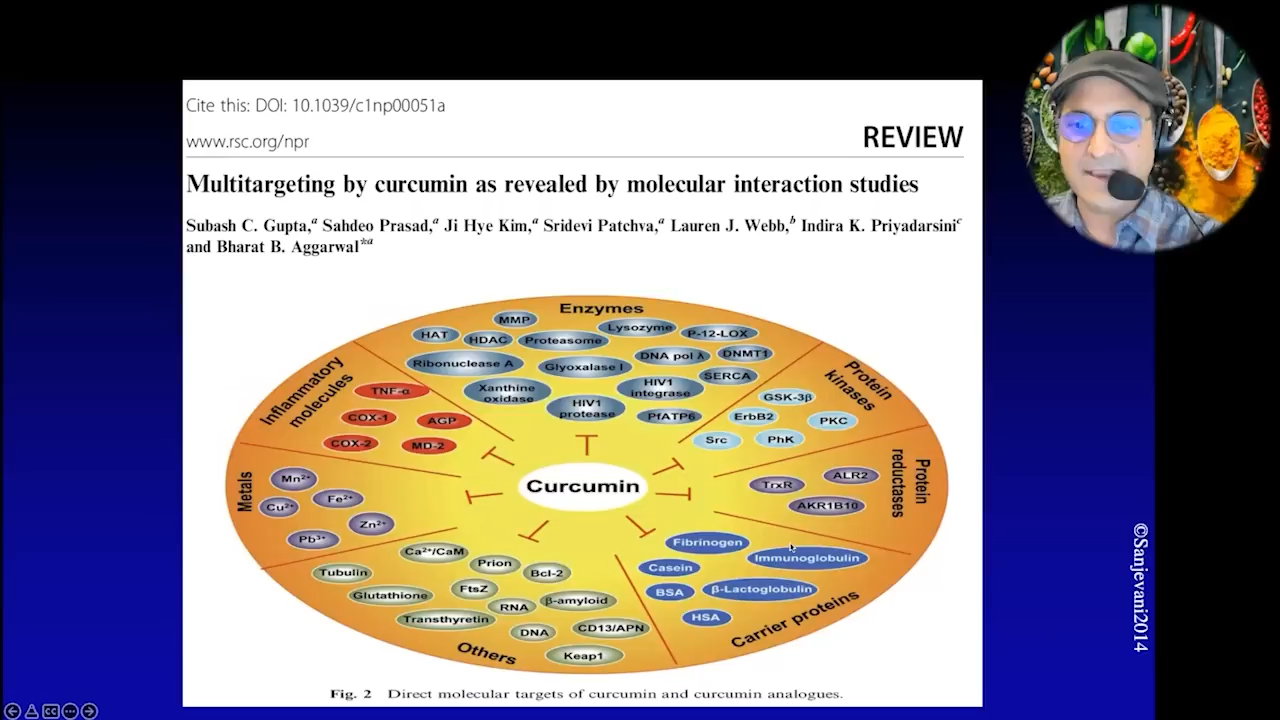 Cite this: DOI: 10.1039/c1np00051a
www.rsc.org/npr
REVIEW
Multitargeting by curcumin as revealed by molecular interaction studies
Subash C. Gupta,a Sahdeo Prasad,a Ji Hye Kim,a Sridevi Patchva,a Lauren J. Webb,b Indira K. Priyadarsinic
and Bharat B. Aggarwal*a
Enzymes
MMP
Lysozyme
P-12-LOX
HAT
HDAC
Proteasome
DNA pol λ
DNMT1
Ribonuclease A
Glyoxalase I
SERCA
Xanthine
oxidase
HIV1
integrase
HIV1
protease
PfATP6
Protein
kinases
GSK-3β
ErbB2
PKC
Src
PhK
Inflammatory
molecules
TNF-α
COX-1
AGP
COX-2
MD-2
Curcumin
Protein
reductases
ALR2
TrxR
AKR1B10
Metals
Mn2+
Fe2+
Cu2+
Zn2+
Pb3+
Fibrinogen
Immunoglobulin
Casein
BSA
β-Lactoglobulin
HSA
Carrier proteins
Ca2+/CaM
Prion
Bcl-2
Tubulin
FtsZ
Glutathione
RNA
β-amyloid
Transthyretin
DNA
CD13/APN
Keap1
Others
Fig. 2 Direct molecular targets of curcumin and curcumin analogues.
©Sanjevani2014